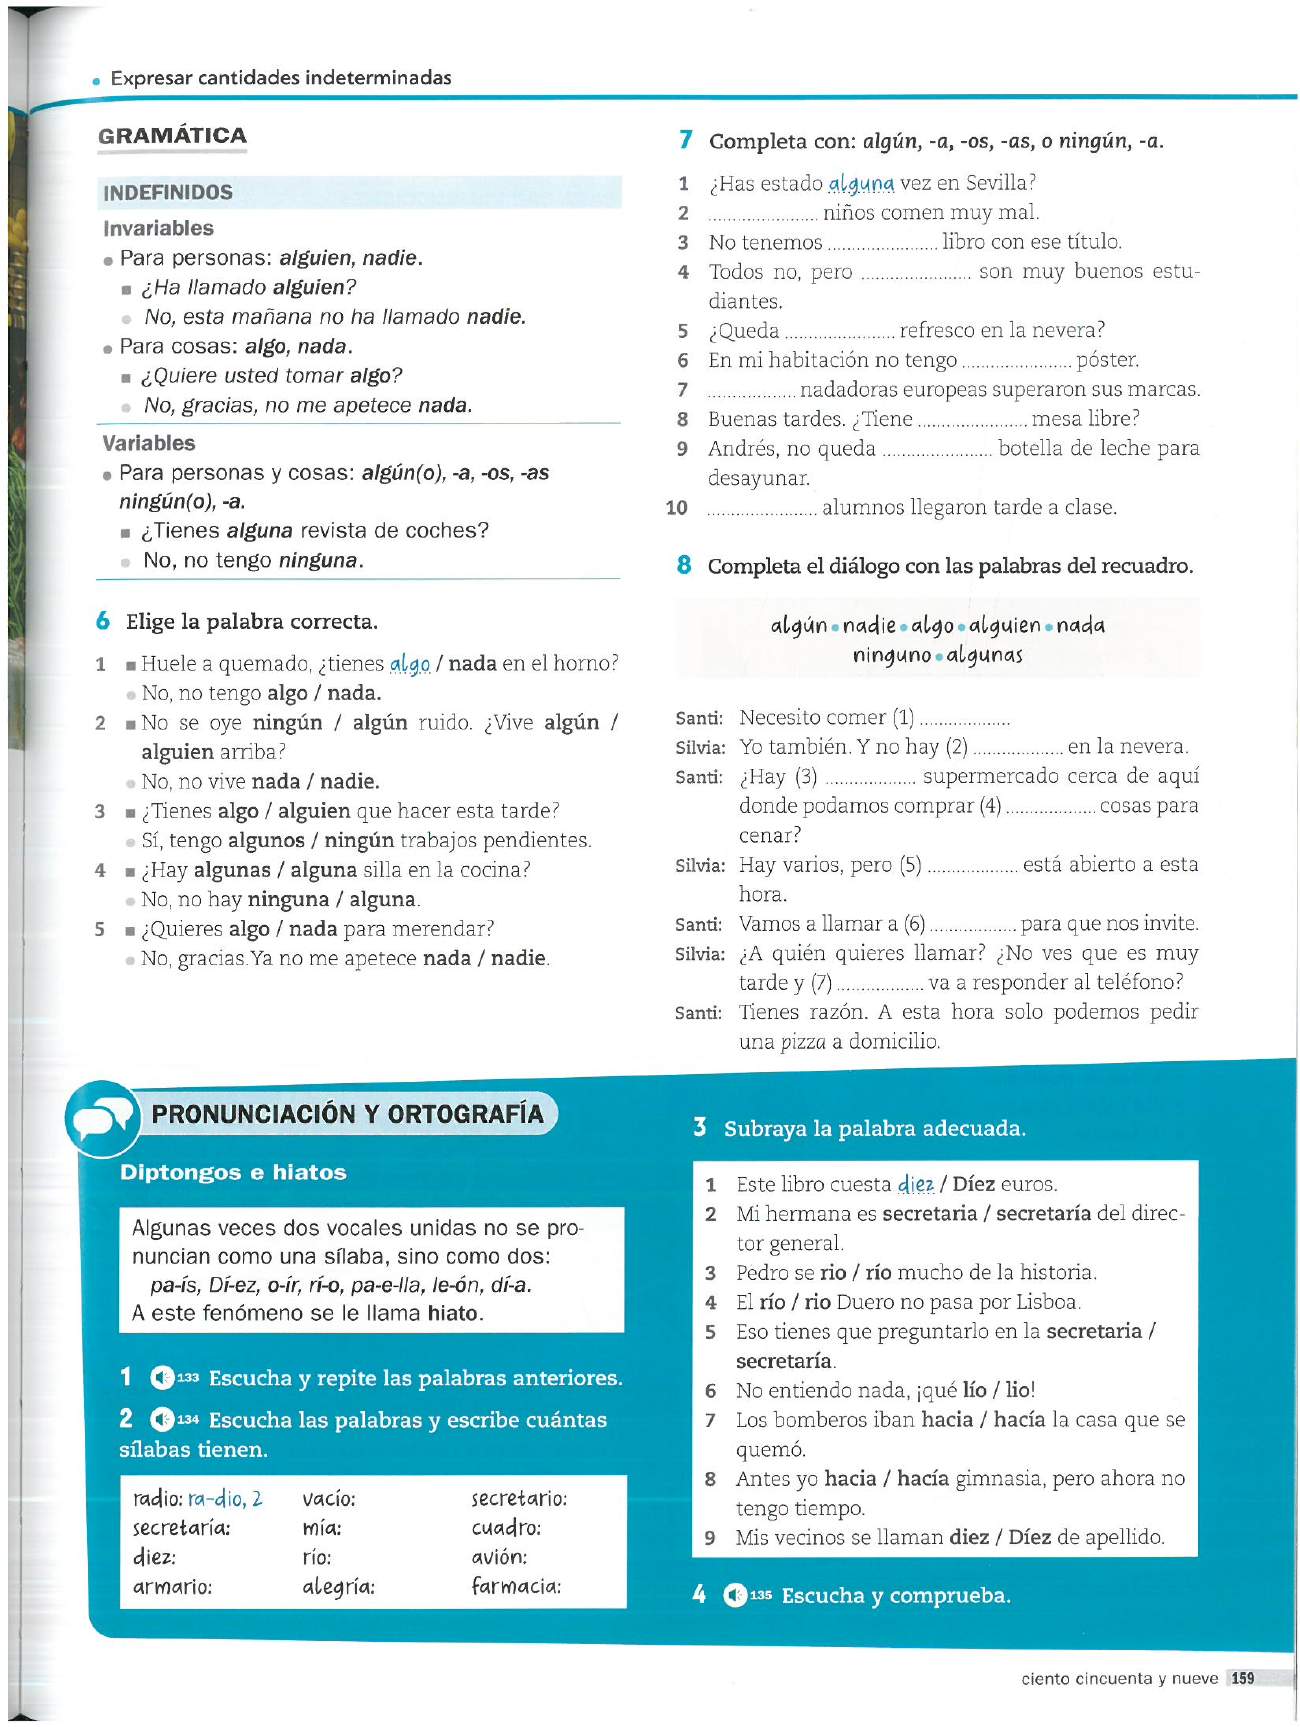 • Expresar cantidades indeterminadas
GRAMÁTICA
INDEFINIDOS
Invariables
• Para personas: alguien, nadie.
■ ¿Ha llamado alguien?
● No, esta mañana no ha llamado nadie.
• Para cosas: algo, nada.
■ ¿Quiere usted tomar algo?
● No, gracias, no me apetece nada.
Variables
• Para personas y cosas: algún(o), -a, -os, -as
ningún(o), -a.
■ ¿Tienes alguna revista de coches?
● No, no tengo ninguna.
6 Elige la palabra correcta.
1 ■ Huele a quemado, ¿tienes algo / nada en el horno?
● No, no tengo algo / nada.
2 ■ No se oye ningún / algún ruido. ¿Vive algún /
alguien arriba?
● No, no vive nada / nadie.
3 ■ ¿Tienes algo / alguien que hacer esta tarde?
● Sí, tengo algunos / ningún trabajos pendientes.
4 ■ ¿Hay algunas / alguna silla en la cocina?
● No, no hay ninguna / alguna.
5 ■ ¿Quieres algo / nada para merendar?
● No, gracias.Ya no me apetece nada / nadie.
7 Completa con: algún, -a, -os, -as, o ningún, -a.
1 ¿Has estado alguna vez en Sevilla?
2 ....................... niños comen muy mal.
3 No tenemos ....................... libro con ese título.
4 Todos no, pero ....................... son muy buenos estu-
diantes.
5 ¿Queda ....................... refresco en la nevera?
6 En mi habitación no tengo ....................... póster.
7 ................... nadadoras europeas superaron sus marcas.
8 Buenas tardes. ¿Tiene ....................... mesa libre?
9 Andrés, no queda ....................... botella de leche para
desayunar.
10 ....................... alumnos llegaron tarde a clase.
8 Completa el diálogo con las palabras del recuadro.
algún • nadie • algo • alguien • nada
ninguno • algunas
Santi: Necesito comer (1) ...................
Silvia: Yo también. Y no hay (2) ................... en la nevera.
Santi: ¿Hay (3) ................... supermercado cerca de aquí
donde podamos comprar (4) ................... cosas para
cenar?
Silvia: Hay varios, pero (5) ................... está abierto a esta
hora.
Santi: Vamos a llamar a (6) .................. para que nos invite.
Silvia: ¿A quién quieres llamar? ¿No ves que es muy
tarde y (7) .................. va a responder al teléfono?
Santi: Tienes razón. A esta hora solo podemos pedir
una pizza a domicilio.
PRONUNCIACIÓN Y ORTOGRAFÍA
Diptongos e hiatos
Algunas veces dos vocales unidas no se pro-
nuncian como una sílaba, sino como dos:
pa-ís, Dí-ez, o-ír, rí-o, pa-e-lla, le-ón, dí-a.
A este fenómeno se le llama hiato.
1 133 Escucha y repite las palabras anteriores.
2 134 Escucha las palabras y escribe cuántas
sílabas tienen.
radio: ra-dio, 2 vacío: secretario:
secretaría: mía: cuadro:
diez: río: avión:
armario: alegría: farmacia:
3 Subraya la palabra adecuada.
1 Este libro cuesta diez / Díez euros.
2 Mi hermana es secretaria / secretaría del direc-
tor general.
3 Pedro se rio / río mucho de la historia.
4 El río / rio Duero no pasa por Lisboa.
5 Eso tienes que preguntarlo en la secretaria /
secretaría.
6 No entiendo nada, ¡qué lío / lio!
7 Los bomberos iban hacia / hacía la casa que se
quemó.
8 Antes yo hacia / hacía gimnasia, pero ahora no
tengo tiempo.
9 Mis vecinos se llaman diez / Díez de apellido.
4 135 Escucha y comprueba.
ciento cincuenta y nueve 159